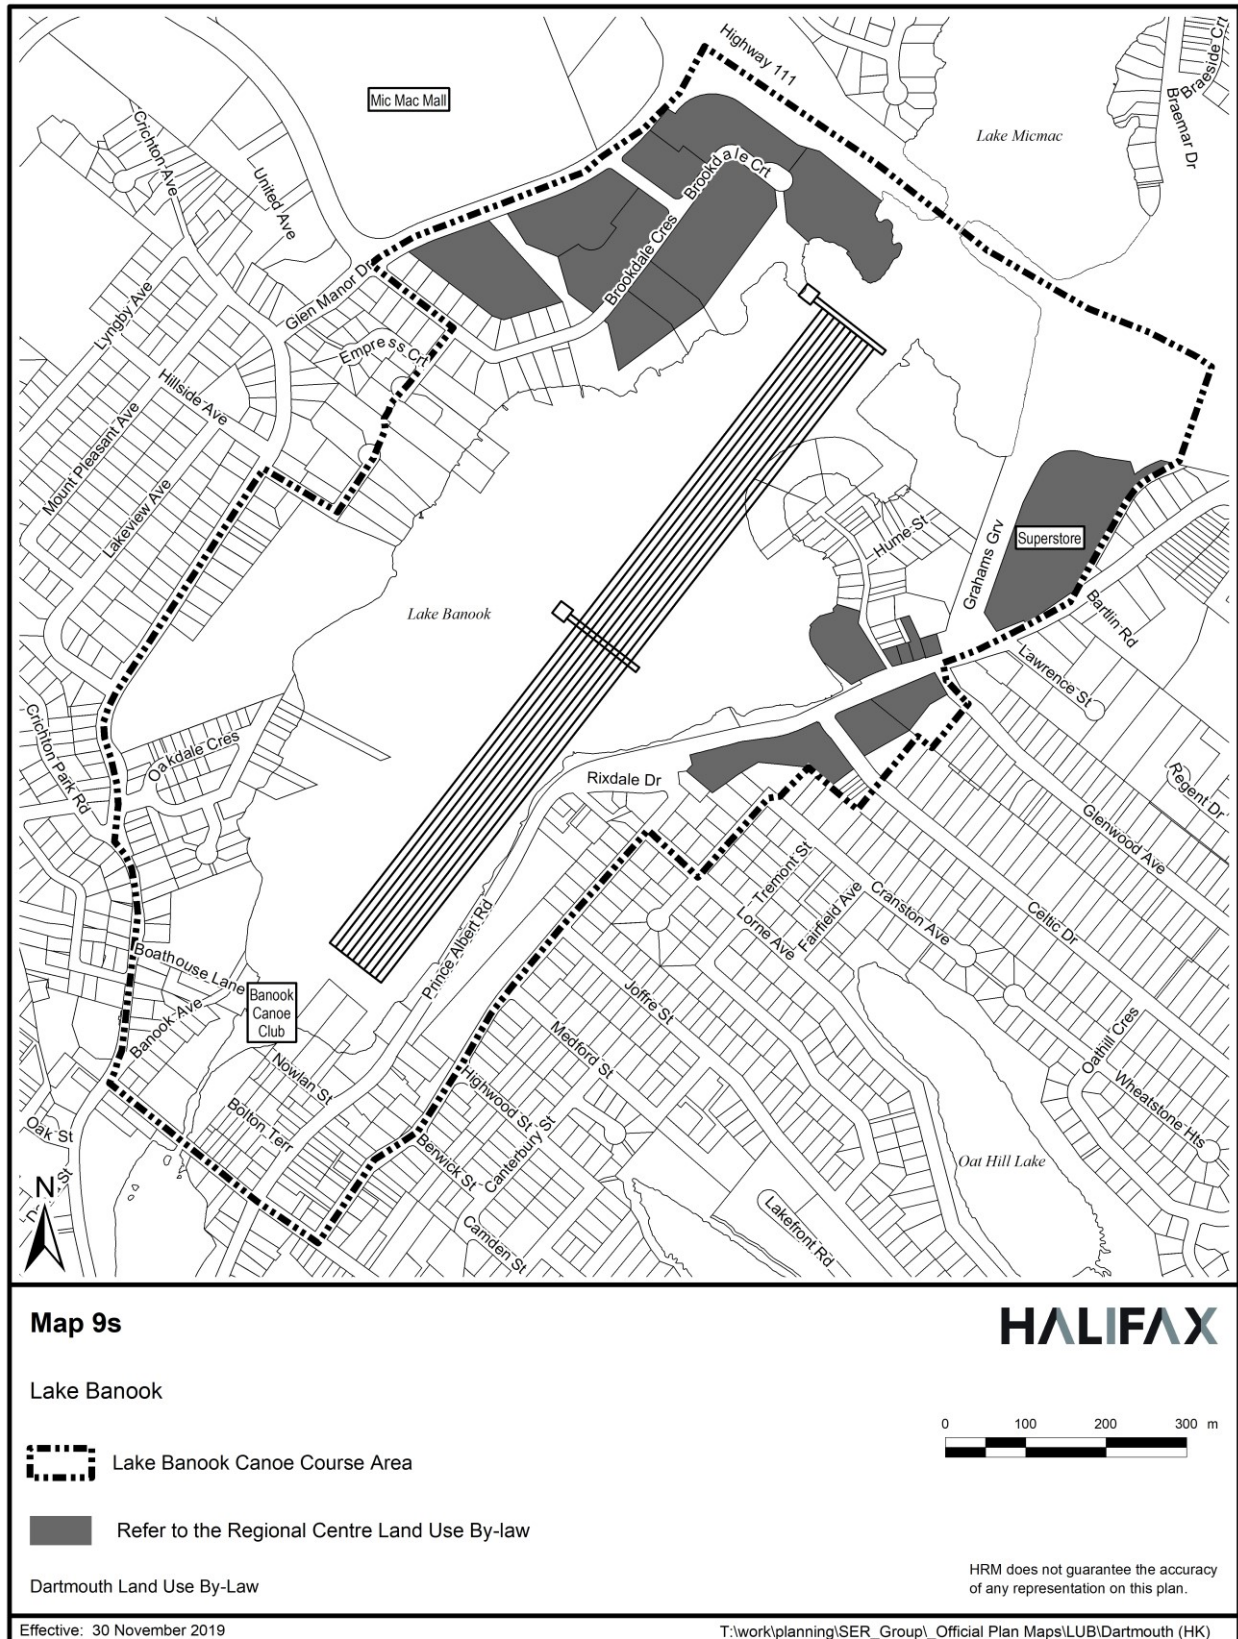 Highway 111
Braeside Crt
Mic Mac Mall
Braemar Dr
Lake Micmac
Crichton Ave
Brookdale Crt
United Ave
Brookdale Cres
Glen Manor Dr
Lyngby Ave
Empress Crt
Hillside Ave
Mount Pleasant Ave
Lakeview Ave
Hume St
Superstore
Grahams Grv
Lake Banook
Bartlin Rd
Lawrence St
Crichton Park Rd
Oakdale Cres
Rixdale Dr
Regent Dr
Glenwood Ave
Tremont St
Cranston Ave
Fairfield Ave
Celtic Dr
Lorne Ave
Prince Albert Rd
Boathouse Lane
Banook
Canoe
Club
Joffre St
Banook Ave
Medford St
Oathill Cres
Nowlan St
Highwood St
Wheatstone Hts
Bolton Terr
Canterbury St
Oak St
Berwick St
Oat Hill Lake
N
St
Lakefront Rd
Camden St
Map 9s
HALIFAX
Lake Banook
0 100 200 300 m
Lake Banook Canoe Course Area
Refer to the Regional Centre Land Use By-law
Dartmouth Land Use By-Law
HRM does not guarantee the accuracy
of any representation on this plan.
Effective: 30 November 2019
T:\work\planning\SER_Group\_Official Plan Maps\LUB\Dartmouth (HK)